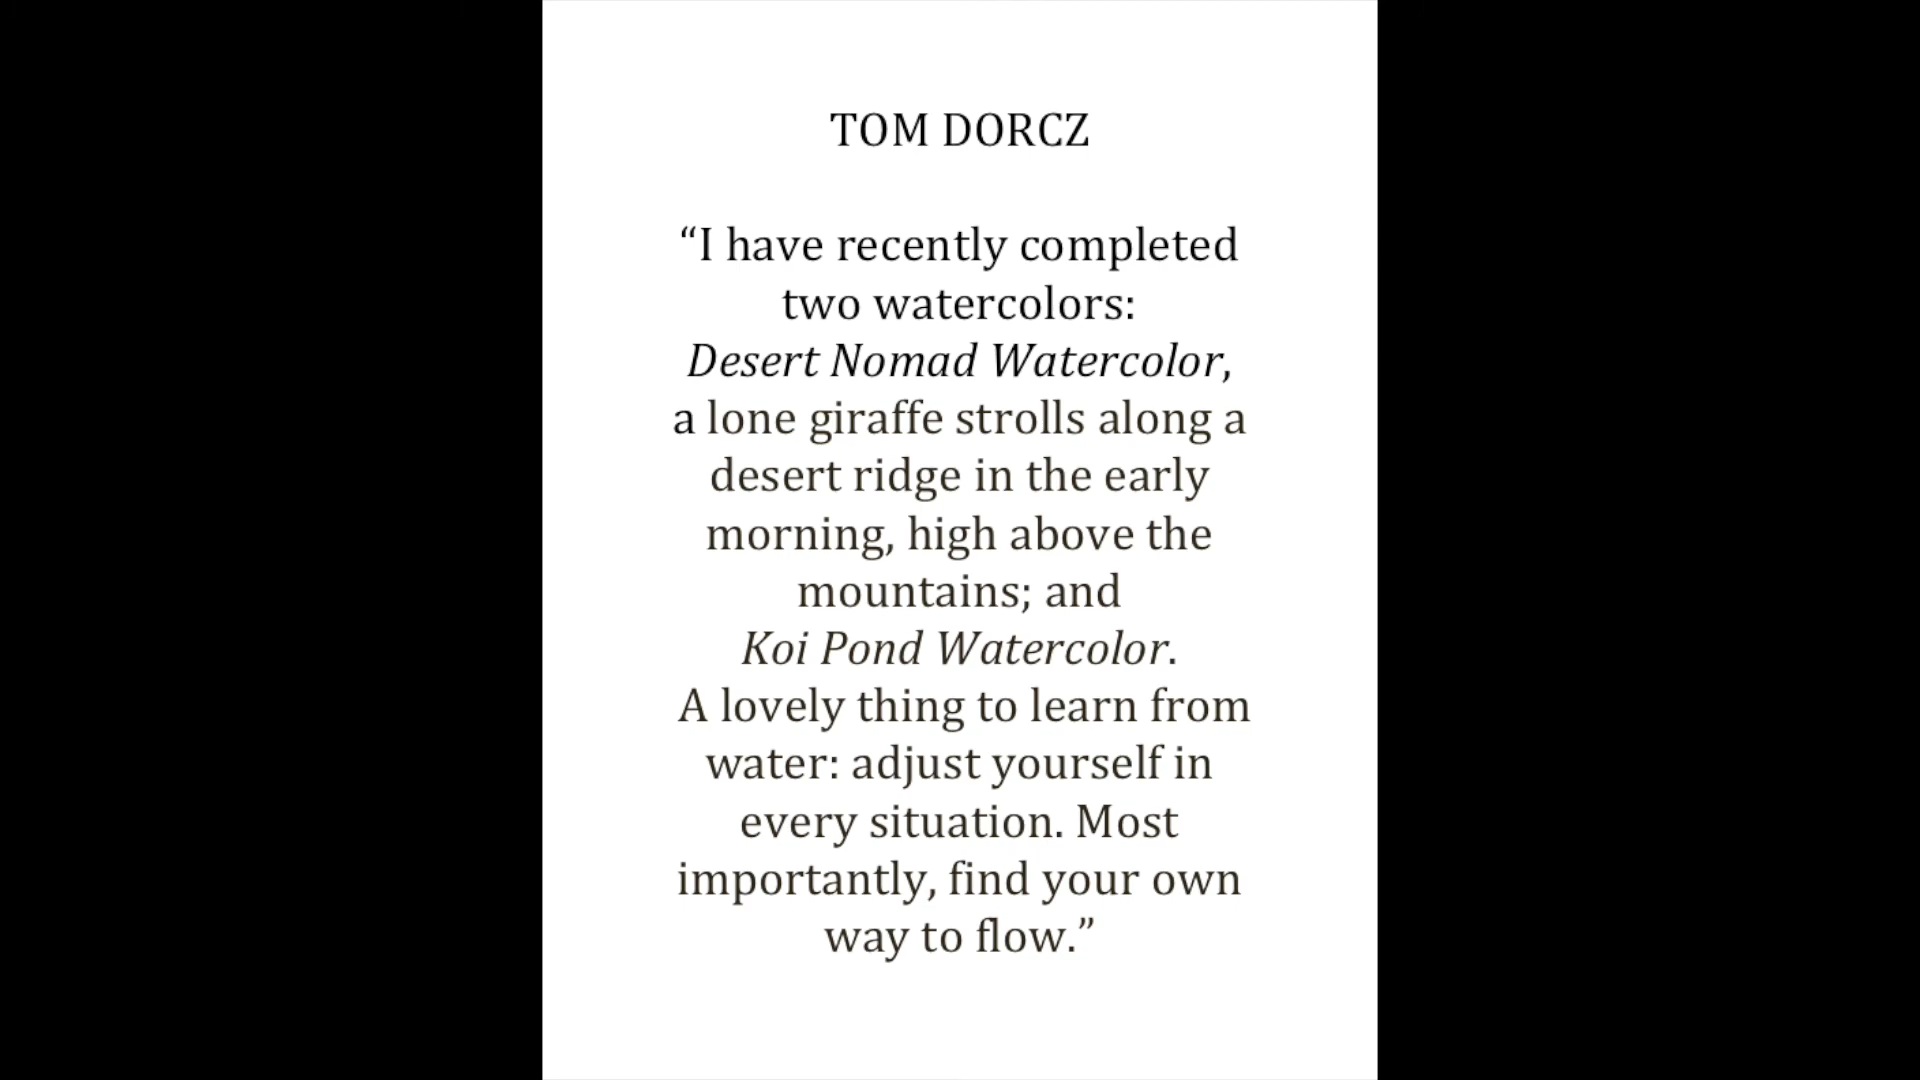 TOM DORCZ
“I have recently completed
two watercolors:
Desert Nomad Watercolor,
a lone giraffe strolls along a
desert ridge in the early
morning, high above the
mountains; and
Koi Pond Watercolor.
A lovely thing to learn from
water: adjust yourself in
every situation. Most
importantly, find your own
way to flow.”